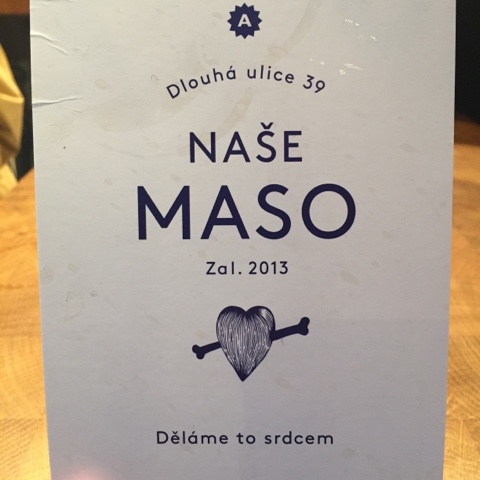 A
Dlouhá ulice 39
NAŠE
MASO
Zal. 2013
Děláme to srdcem